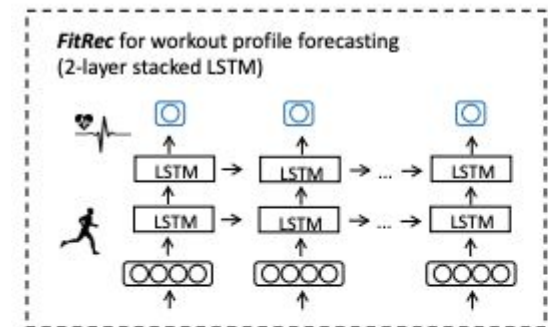 FitRec for workout profile forecasting
(2-layer stacked LSTM)
LSTM LSTM ... LSTM
LSTM LSTM ... LSTM